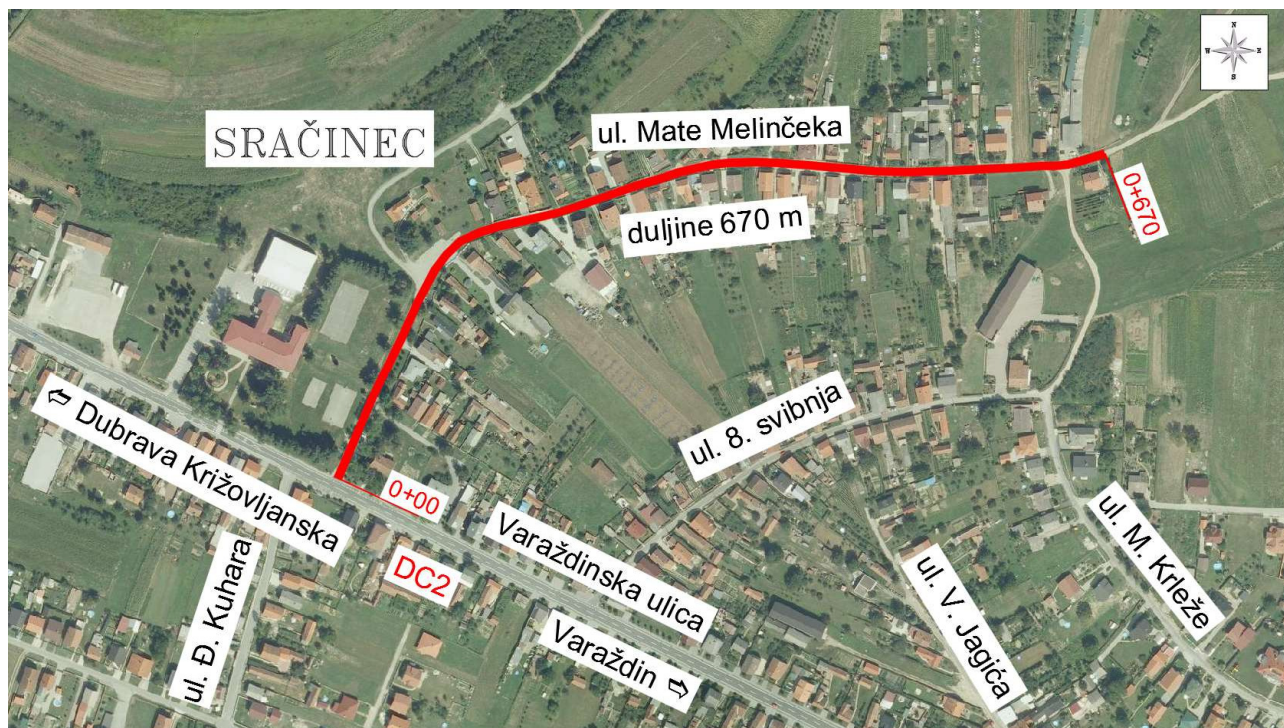 N
W E
S
SRAČINEC
ul. Mate Melinčeka
duljine 670 m
0+670
ul. 8. svibnja
⇦ Dubrava Križovljanska
0+00
DC2
Varaždinska ulica
Varaždin ⇨
ul. Đ. Kuhara
ul. V. Jagića
ul. M. Krleže